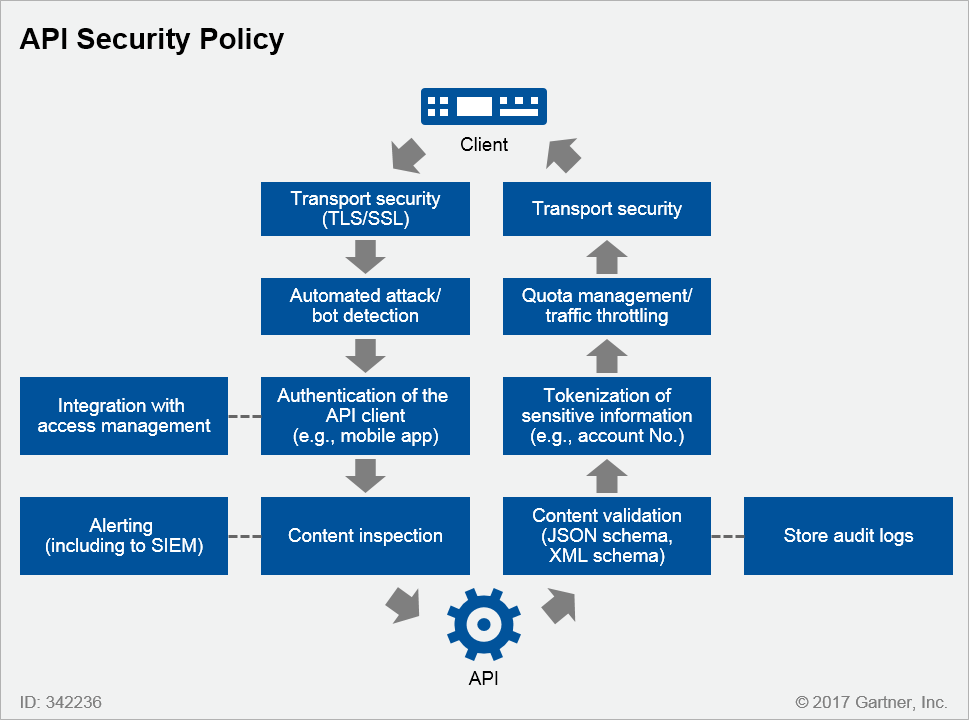 API Security Policy
Client
Transport security
(TLS/SSL)
Transport security
Automated attack/
bot detection
Quota management/
traffic throttling
Integration with
access management
Authentication of the
API client
(e.g., mobile app)
Tokenization of
sensitive information
(e.g., account No.)
Alerting
(including to SIEM)
Content inspection
Content validation
(JSON schema,
XML schema)
Store audit logs
API
ID: 342236
© 2017 Gartner, Inc.